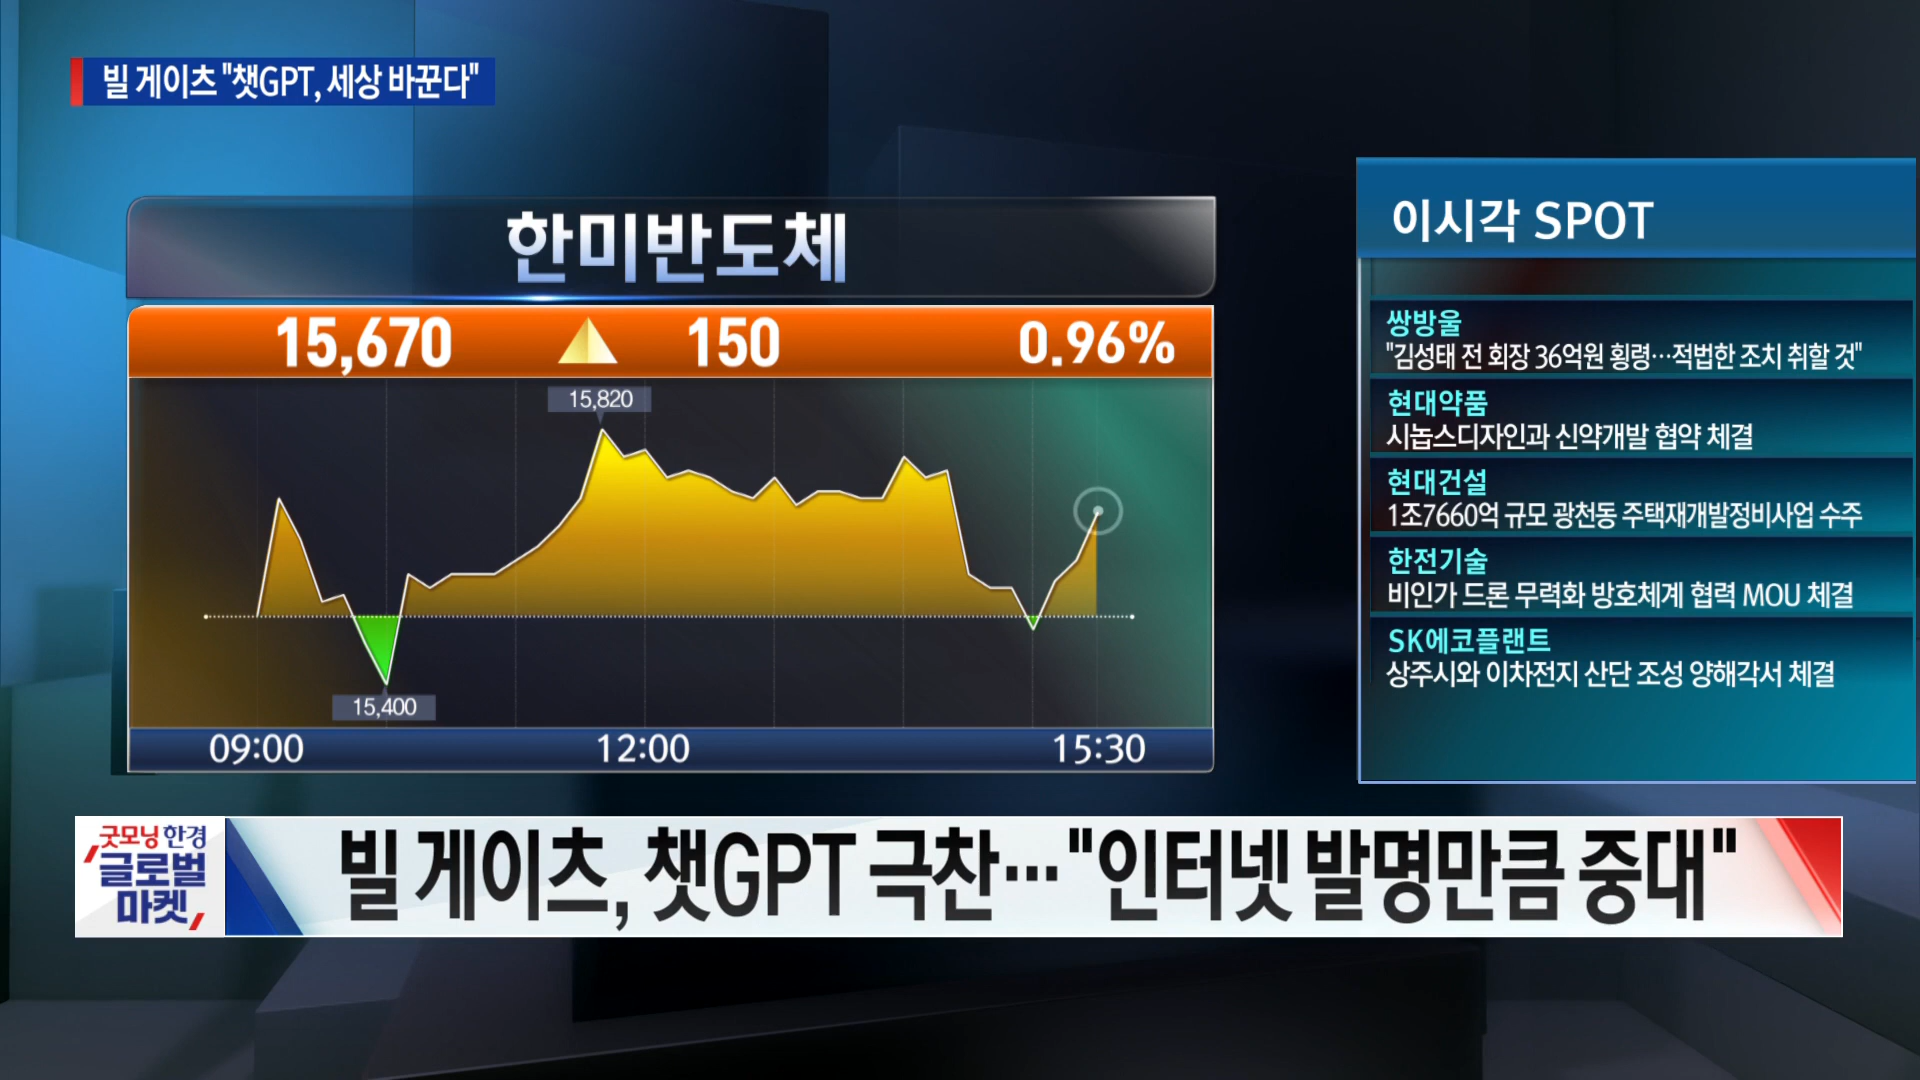 빌 게이츠 "챗GPT, 세상 바꾼다"
한미반도체
15,670 150 0.96%
15,820
15,400
09:00 12:00 15:30
이시각 SPOT
쌍방울
"김성태 전 회장 36억원 횡령…적법한 조치 취할 것"
현대약품
시놉스디자인과 신약개발 협약 체결
현대건설
1조7660억 규모 광천동 주택재개발정비사업 수주
한전기술
비인가 드론 무력화 방호체계 협력 MOU 체결
SK에코플랜트
상주시와 이차전지 산단 조성 양해각서 체결
굿모닝 한경
글로벌
마켓
빌 게이츠, 챗GPT 극찬…"인터넷 발명만큼 중대"